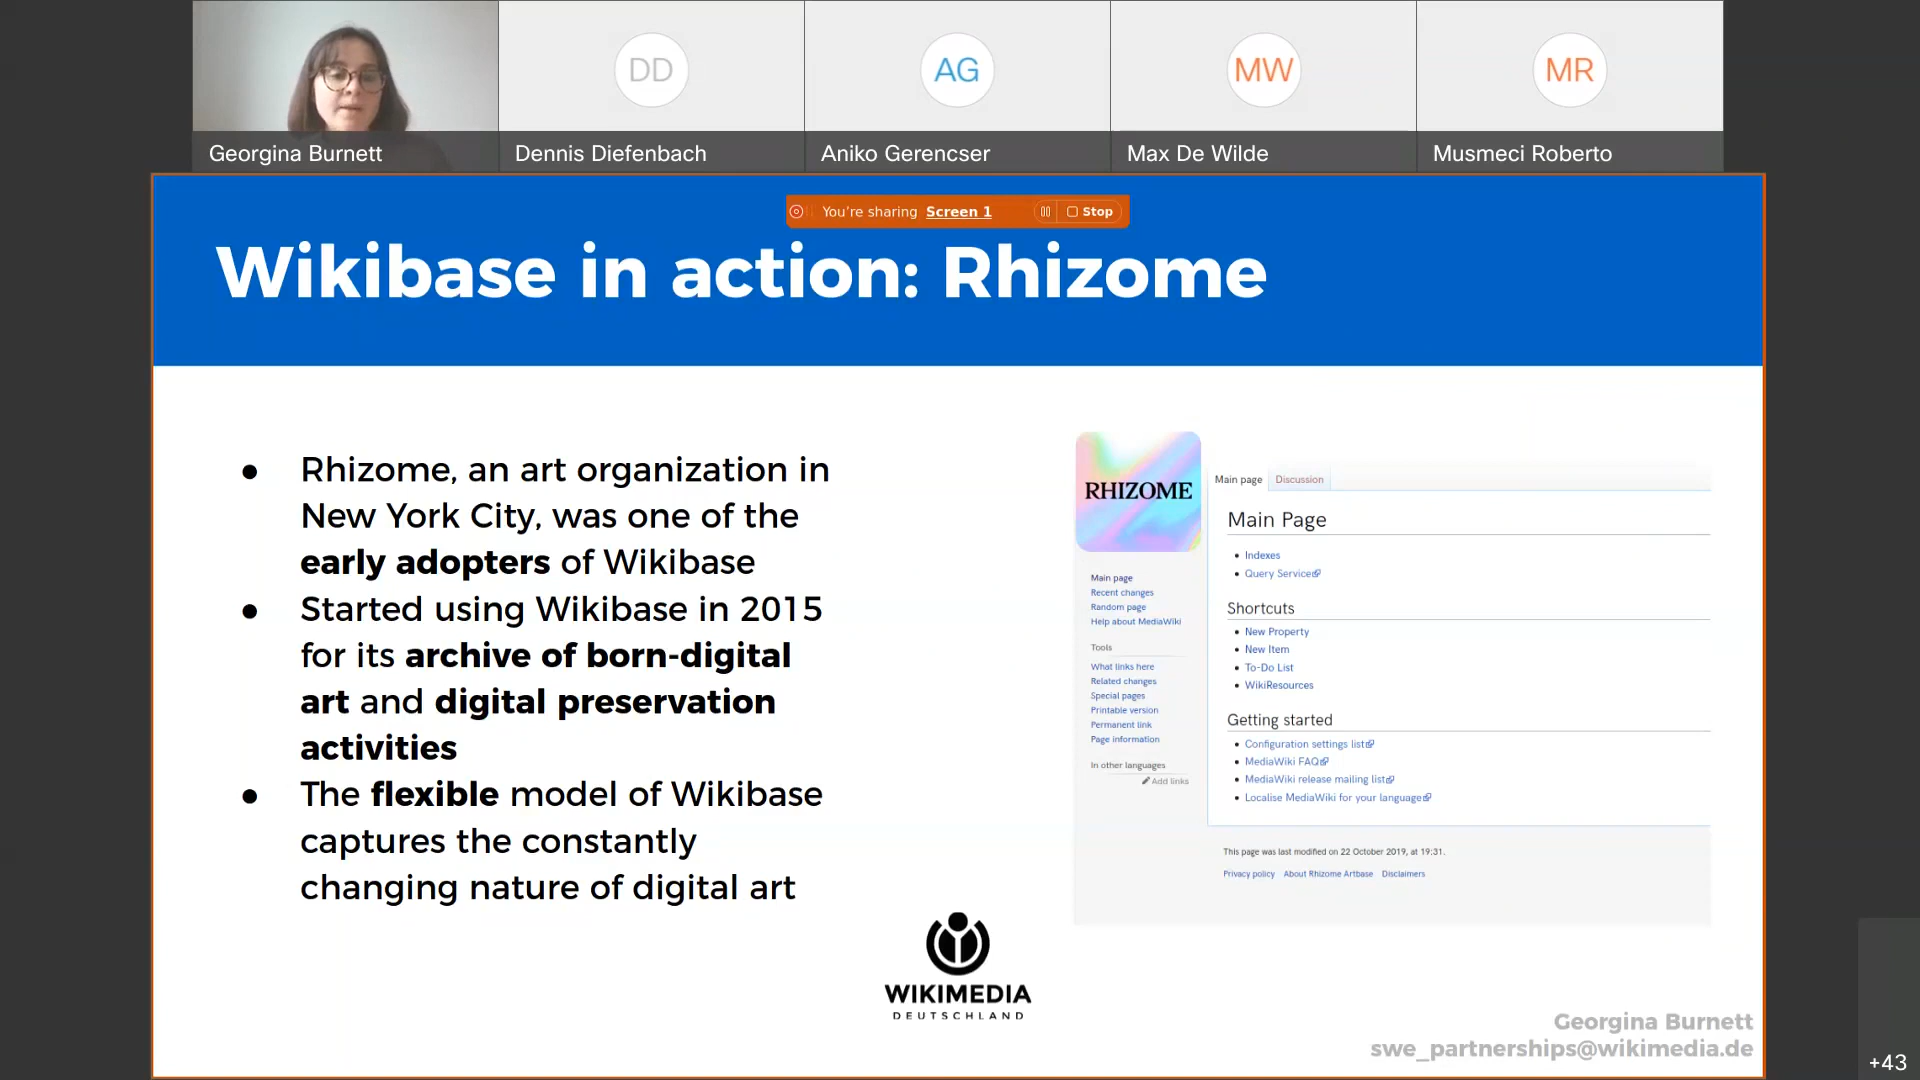 DD
AG
MW
MR
Georgina Burnett
Dennis Diefenbach
Aniko Gerencser
Max De Wilde
Musmeci Roberto
You're sharing Screen 1
Stop
Wikibase in action: Rhizome
● Rhizome, an art organization in
New York City, was one of the
early adopters of Wikibase
● Started using Wikibase in 2015
for its archive of born-digital
art and digital preservation
activities
● The flexible model of Wikibase
captures the constantly
changing nature of digital art
RHIZOME
Main page
Recent changes
Random page
Help about MediaWiki
Tools
What links here
Related changes
Special pages
Printable version
Permanent link
Page information
In other languages
Add links
Main page Discussion
Main Page
• Indexes
• Query Service
Shortcuts
• New Property
• New Item
• To-Do List
• WikiResources
Getting started
• Configuration settings list
• MediaWiki FAQ
• MediaWiki release mailing list
• Localise MediaWiki for your language
This page was last modified on 22 October 2019, at 19:31.
Privacy policy About Rhizome Artbase Disclaimers
WIKIMEDIA
DEUTSCHLAND
Georgina Burnett
swe_partnerships@wikimedia.de
+43